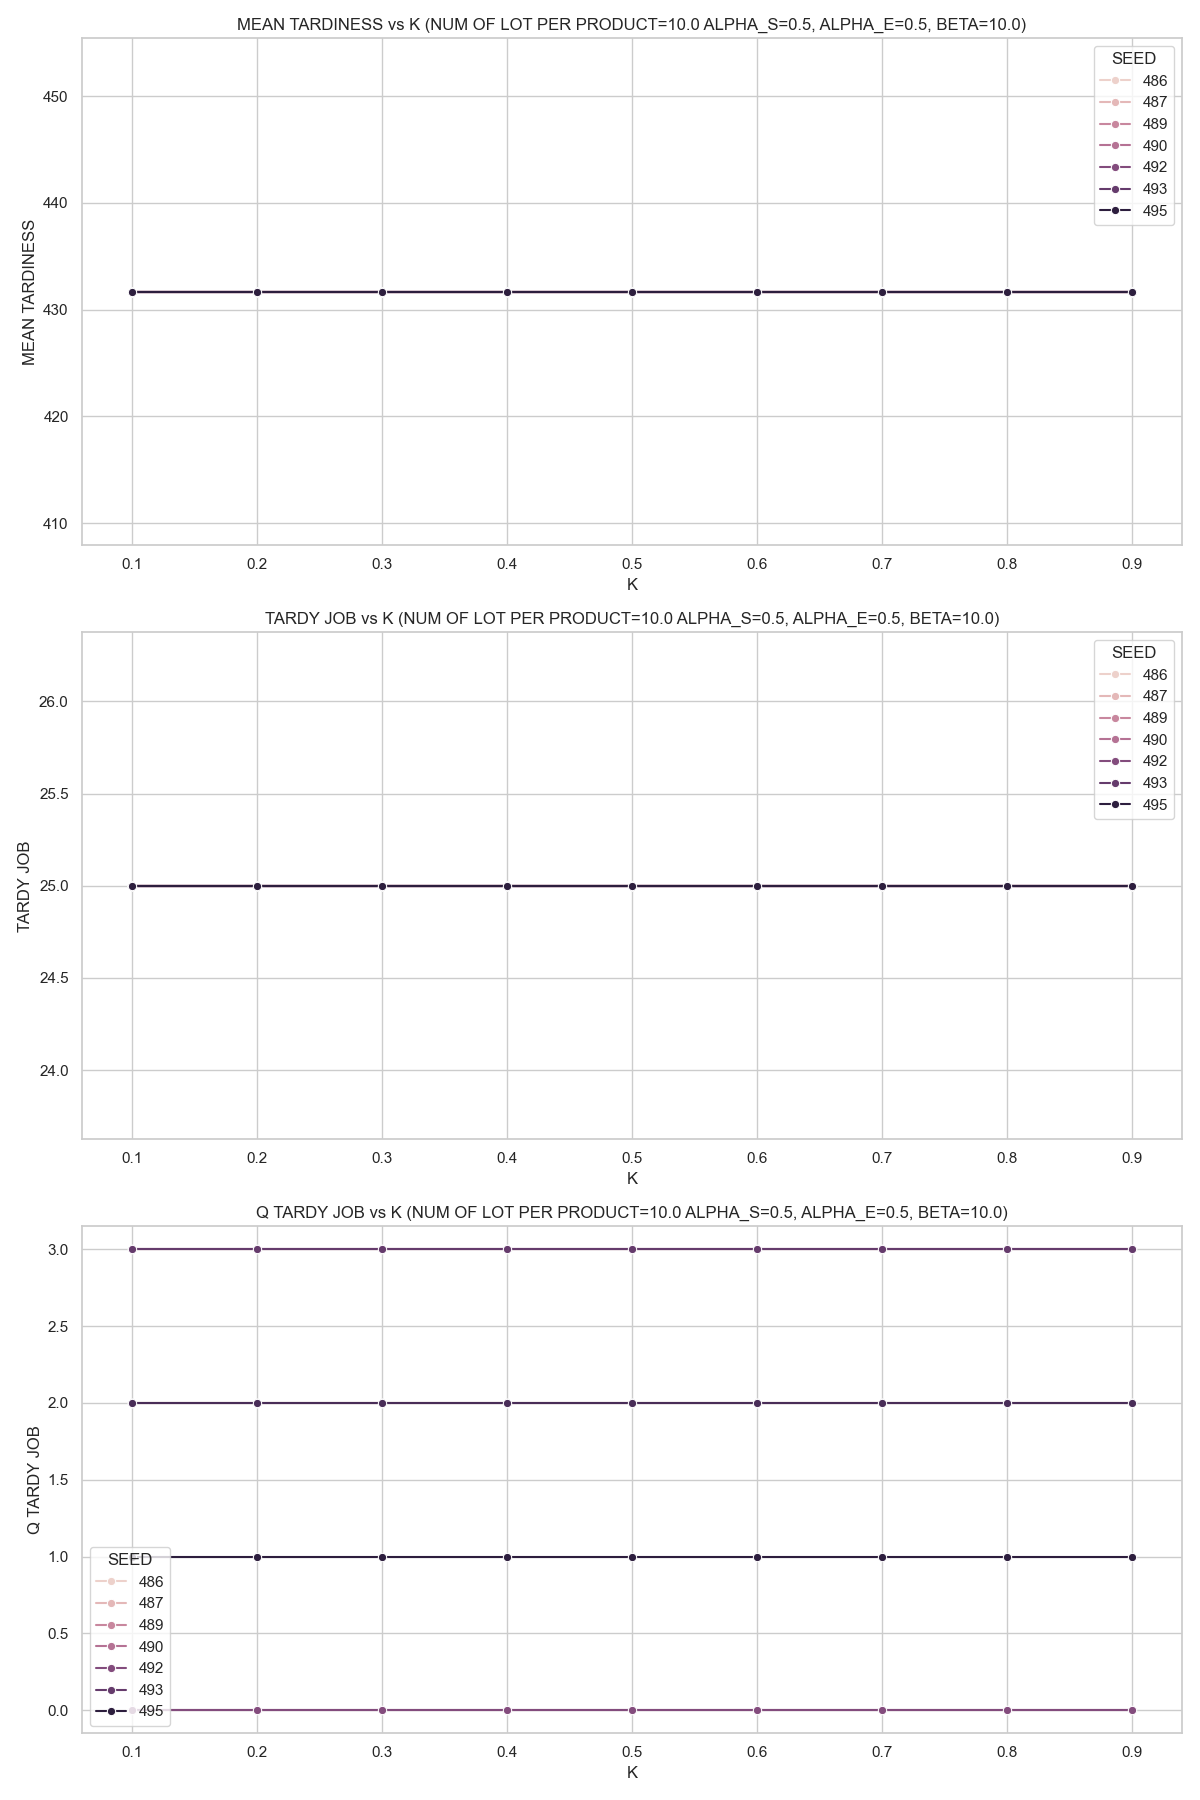 MEAN TARDINESS vs K (NUM OF LOT PER PRODUCT=10.0 ALPHA_S=0.5, ALPHA_E=0.5, BETA=10.0)
SEED
486
487
489
490
492
493
495
450
440
430
420
410
MEAN TARDINESS
0.1 0.2 0.3 0.4 0.5 0.6 0.7 0.8 0.9
K
TARDY JOB vs K (NUM OF LOT PER PRODUCT=10.0 ALPHA_S=0.5, ALPHA_E=0.5, BETA=10.0)
SEED
486
487
489
490
492
493
495
26.0
25.5
25.0
24.5
24.0
TARDY JOB
0.1 0.2 0.3 0.4 0.5 0.6 0.7 0.8 0.9
K
Q TARDY JOB vs K (NUM OF LOT PER PRODUCT=10.0 ALPHA_S=0.5, ALPHA_E=0.5, BETA=10.0)
3.0
2.5
2.0
1.5
1.0
0.5
0.0
Q TARDY JOB
SEED
486
487
489
490
492
493
495
0.1 0.2 0.3 0.4 0.5 0.6 0.7 0.8 0.9
K